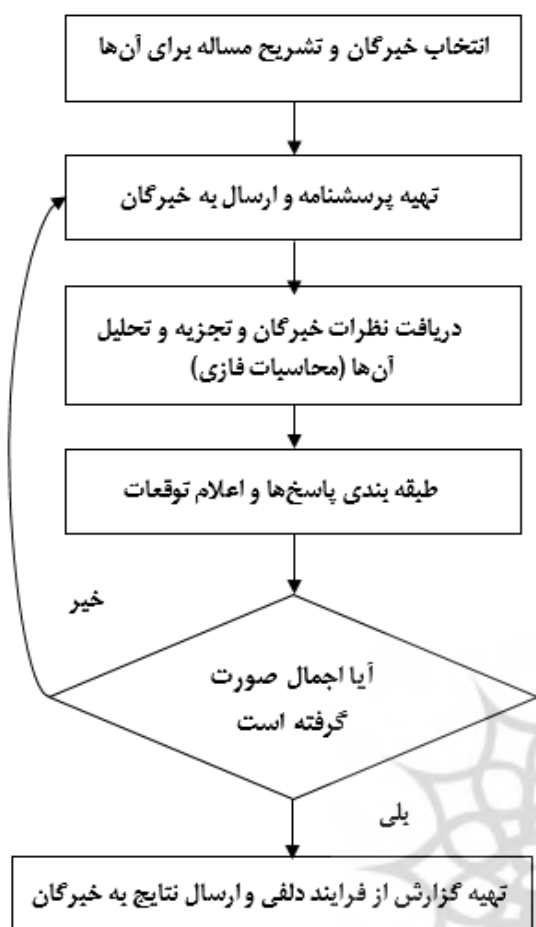 انتخاب خبرگان و تشریح مساله برای آن‌ها
تهیه پرسشنامه و ارسال به خبرگان
دریافت نظرات خبرگان و تجزیه و تحلیل
آن‌ها (محاسبات فازی)
طبقه بندی پاسخ‌ها و اعلام توقعات
خیر
آیا اجمال صورت
گرفته است
بلی
تهیه گزارش از فرایند دلفی و ارسال نتایج به خبرگان